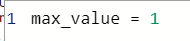 1 max_value = 1